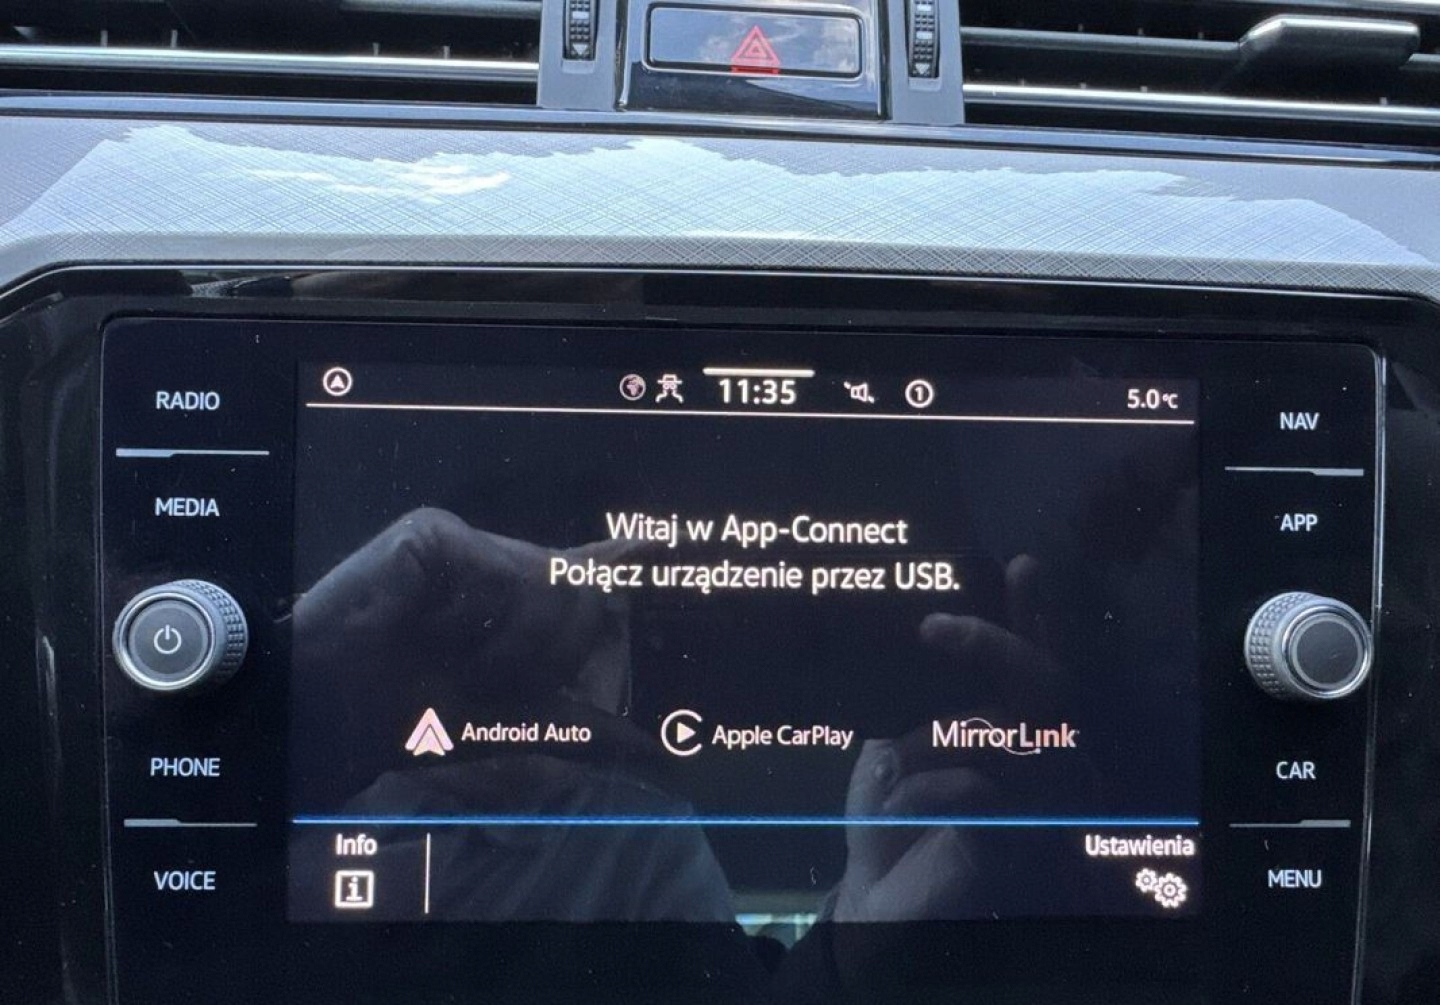 RADIO
MEDIA
PHONE
VOICE
11:35
1
5.0°C
Witaj w App-Connect
Połącz urządzenie przez USB.
Android Auto
Apple CarPlay
MirrorLink
Info
Ustawienia
NAV
APP
CAR
MENU